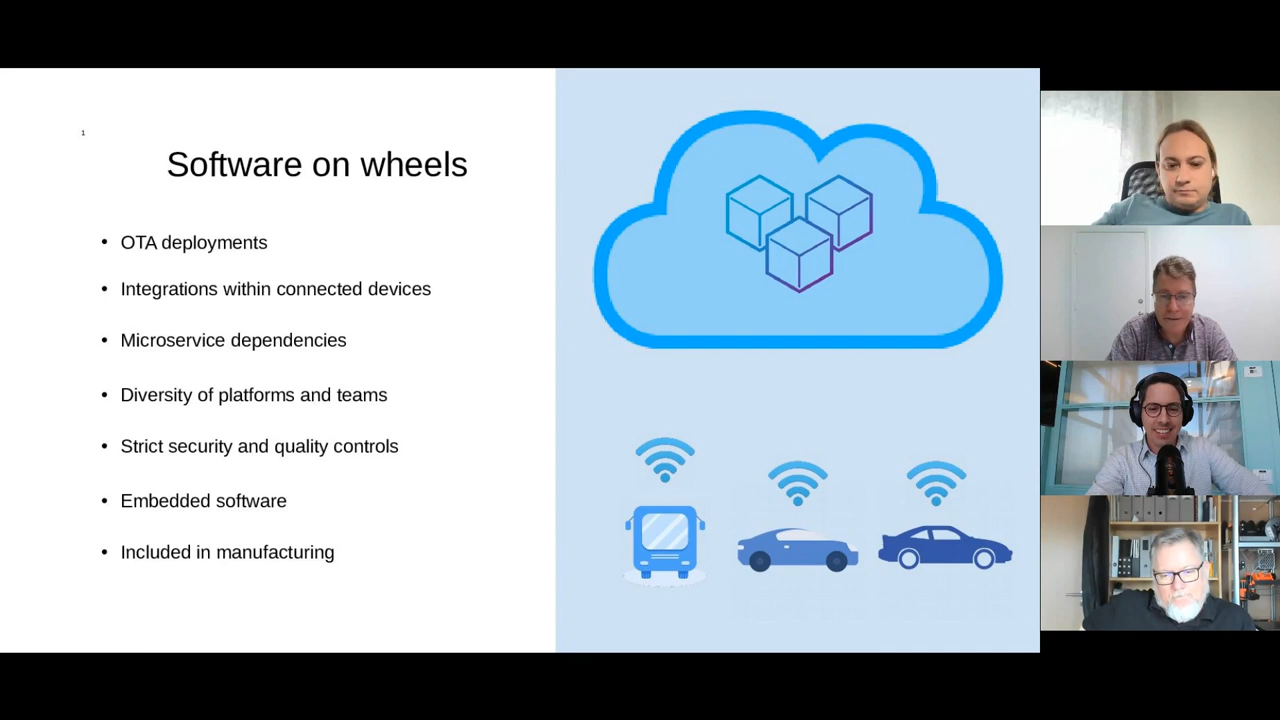 1
Software on wheels
• OTA deployments
• Integrations within connected devices
• Microservice dependencies
• Diversity of platforms and teams
• Strict security and quality controls
• Embedded software
• Included in manufacturing